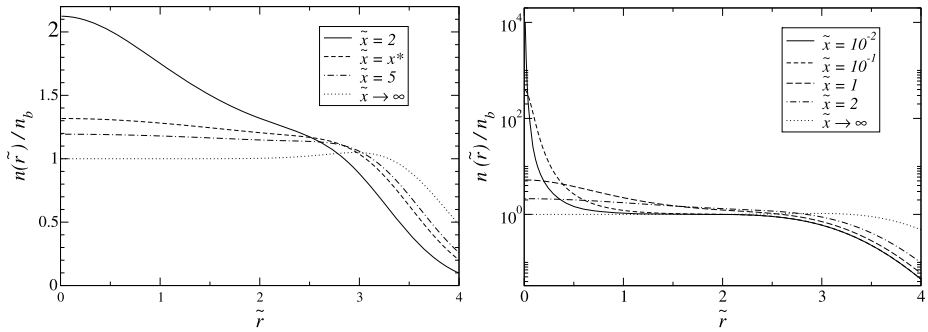 2
1.5
1
0.5
0
n(r̃) / n_b
x̃ = 2
x̃ = x*
x̃ = 5
x̃ → ∞
0 1 2 3 4
r̃
10^4
10^2
10^0
n (r̃) / n_b
x̃ = 10^-2
x̃ = 10^-1
x̃ = 1
x̃ = 2
x̃ → ∞
0 1 2 3 4
r̃